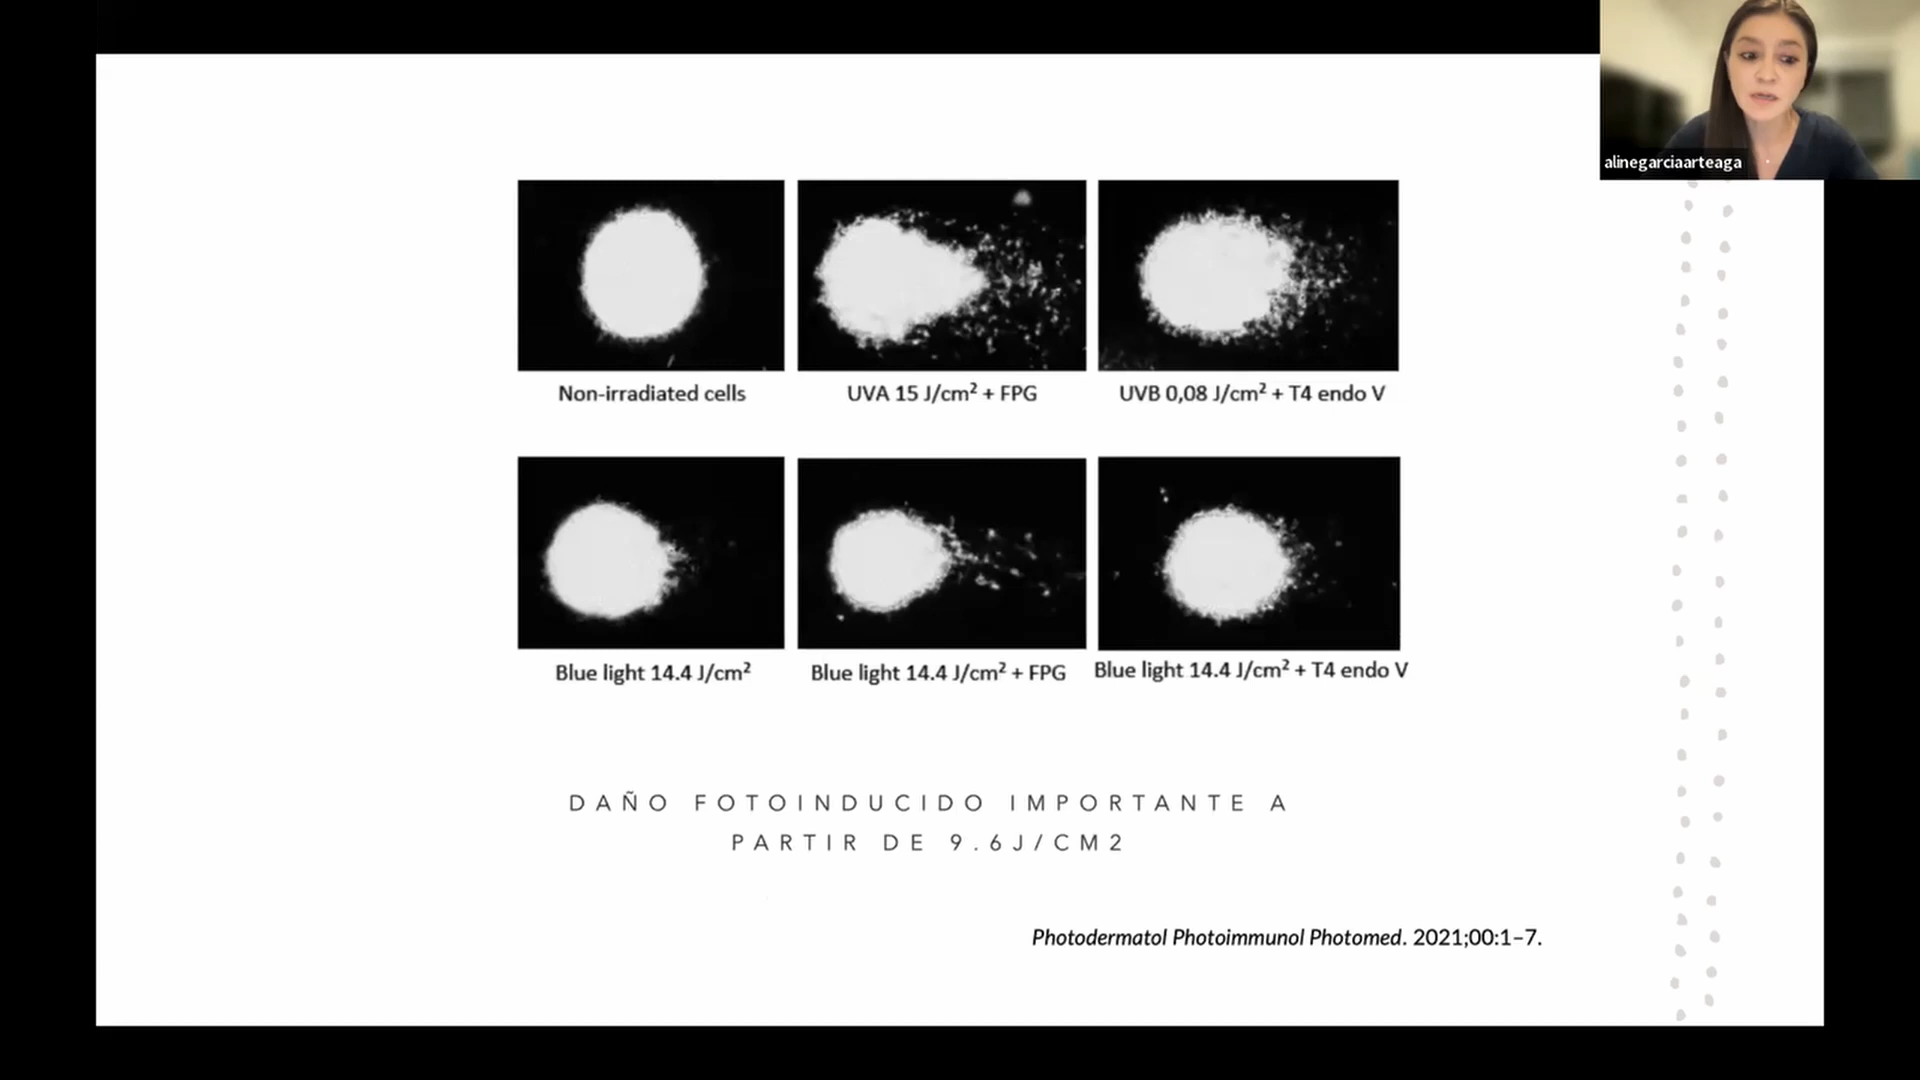 alinegarciaarteaga
Non-irradiated cells
UVA 15 J/cm² + FPG
UVB 0,08 J/cm² + T4 endo V
Blue light 14.4 J/cm²
Blue light 14.4 J/cm² + FPG
Blue light 14.4 J/cm² + T4 endo V
DAÑO FOTOINDUCIDO IMPORTANTE A
PARTIR DE 9.6J/CM2
Photodermatol Photoimmunol Photomed. 2021;00:1–7.